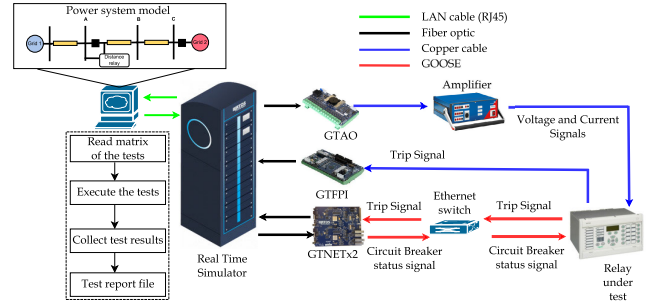 Power system model
A
B
C
Grid 1
Grid 2
Distance
relay
LAN cable (RJ45)
Fiber optic
Copper cable
GOOSE
Read matrix
of the tests
Execute the tests
Collect test results
Test report file
Real Time
Simulator
GTAO
Amplifier
Voltage and Current
Signals
Trip Signal
GTFPI
Trip Signal
Ethernet
switch
Trip Signal
GTNETx2
Circuit Breaker
status signal
Circuit Breaker
status signal
Relay
under
test